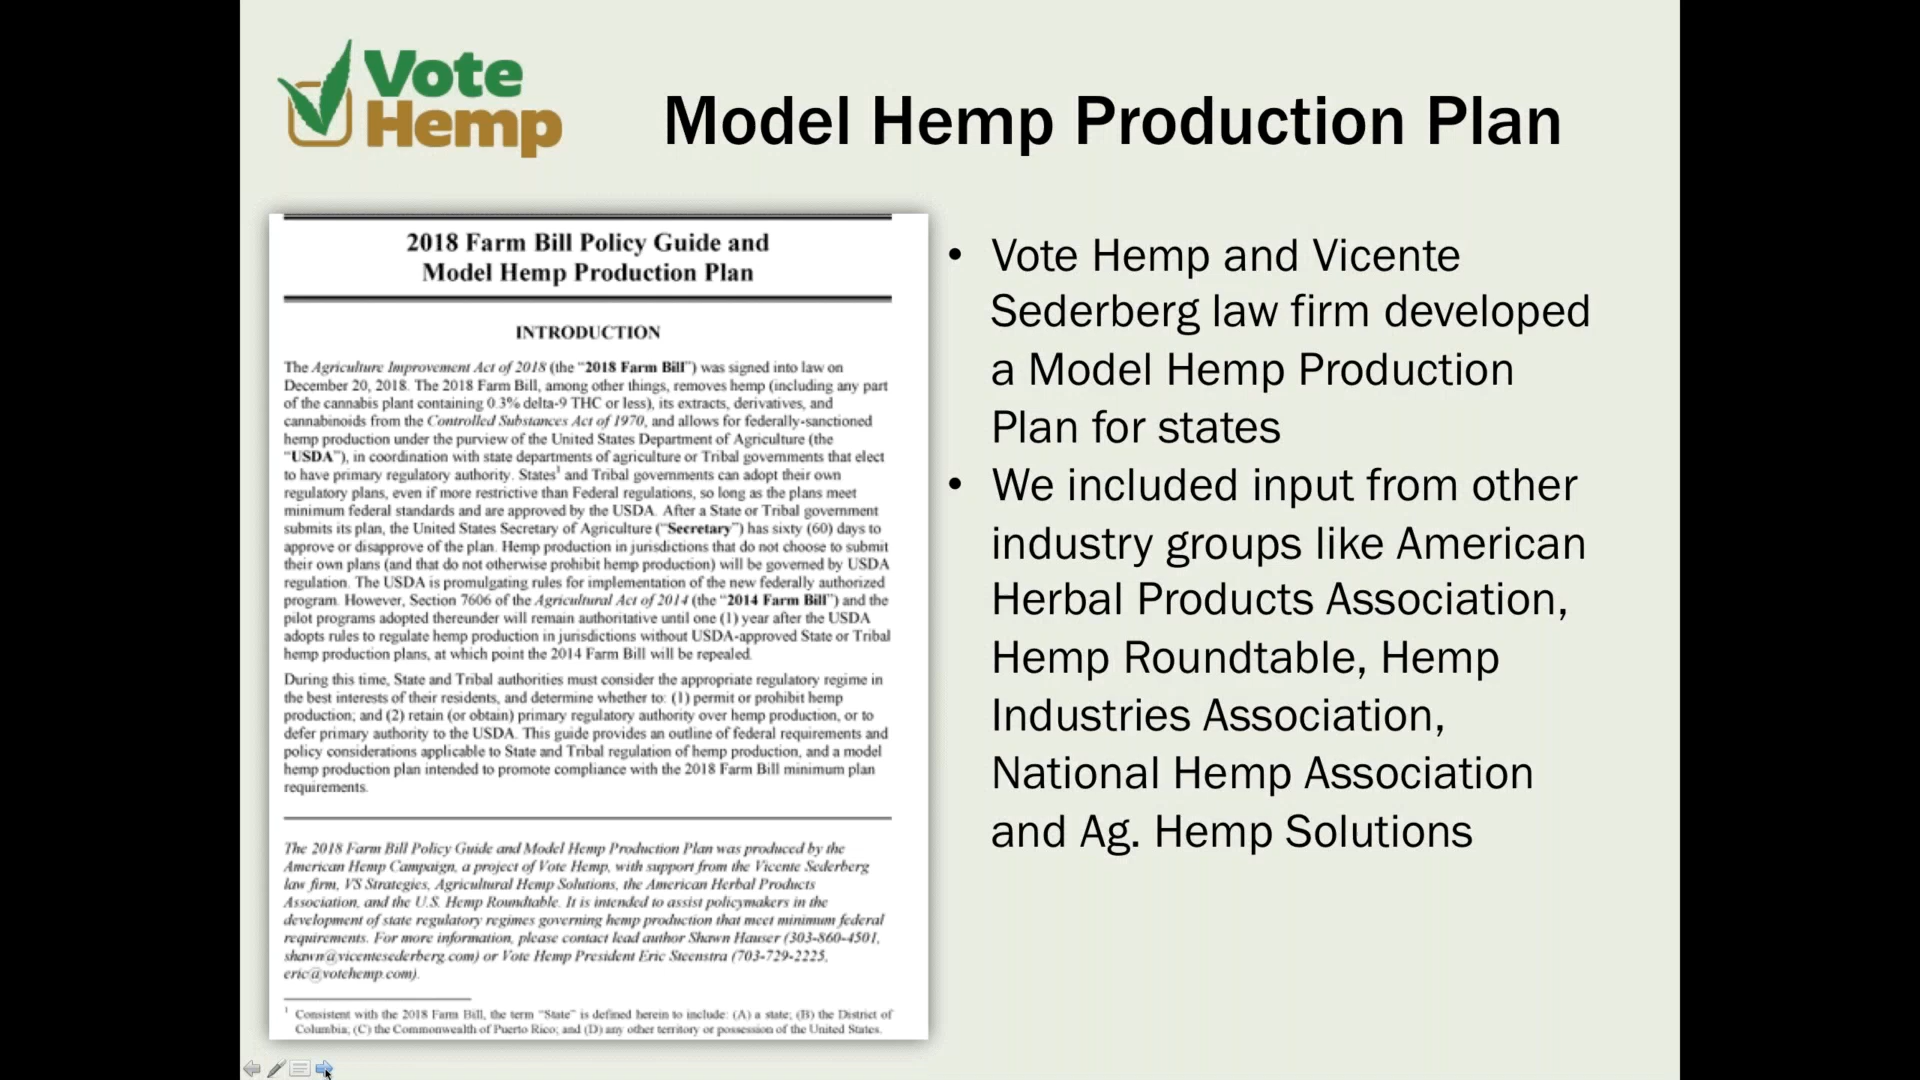 Vote
Hemp
Model Hemp Production Plan
2018 Farm Bill Policy Guide and
Model Hemp Production Plan
INTRODUCTION
The Agriculture Improvement Act of 2018 (the “2018 Farm Bill”) was signed into law on
December 20, 2018. The 2018 Farm Bill, among other things, removes hemp (including any part
of the cannabis plant containing 0.3% delta-9 THC or less), its extracts, derivatives, and
cannabinoids from the Controlled Substances Act of 1970, and allows for federally-sanctioned
hemp production under the purview of the United States Department of Agriculture (the
“USDA”), in coordination with state departments of agriculture or Tribal governments that elect
to have primary regulatory authority. States¹ and Tribal governments can adopt their own
regulatory plans, even if more restrictive than Federal regulations, so long as the plans meet
minimum federal standards and are approved by the USDA. After a State or Tribal government
submits its plan, the United States Secretary of Agriculture (“Secretary”) has sixty (60) days to
approve or disapprove of the plan. Hemp production in jurisdictions that do not choose to submit
their own plans (and that do not otherwise prohibit hemp production) will be governed by USDA
regulation. The USDA is promulgating rules for implementation of the new federally authorized
program. However, Section 7606 of the Agricultural Act of 2014 (the “2014 Farm Bill”) and the
pilot programs adopted thereunder will remain authoritative until one (1) year after the USDA
adopts rules to regulate hemp production in jurisdictions without USDA-approved State or Tribal
hemp production plans, at which point the 2014 Farm Bill will be repealed.
During this time, State and Tribal authorities must consider the appropriate regulatory regime in
the best interests of their residents, and determine whether to: (1) permit or prohibit hemp
production; and (2) retain (or obtain) primary regulatory authority over hemp production, or to
defer primary authority to the USDA. This guide provides an outline of federal requirements and
policy considerations applicable to State and Tribal regulation of hemp production, and a model
hemp production plan intended to promote compliance with the 2018 Farm Bill minimum plan
requirements.
The 2018 Farm Bill Policy Guide and Model Hemp Production Plan was produced by the
American Hemp Campaign, a project of Vote Hemp, with support from the Vicente Sederberg
law firm, VS Strategies, Agricultural Hemp Solutions, the American Herbal Products
Association, and the U.S. Hemp Roundtable. It is intended to assist policymakers in the
development of state regulatory regimes governing hemp production that meet minimum federal
requirements. For more information, please contact lead author Shawn Hauser (303-860-4501,
shawn@vicentesederberg.com) or Vote Hemp President Eric Steenstra (703-729-2225,
eric@votehemp.com).
¹ Consistent with the 2018 Farm Bill, the term “State” is defined herein to include: (A) a state; (B) the District of
Columbia; (C) the Commonwealth of Puerto Rico; and (D) any other territory or possession of the United States.
• Vote Hemp and Vicente
Sederberg law firm developed
a Model Hemp Production
Plan for states
• We included input from other
industry groups like American
Herbal Products Association,
Hemp Roundtable, Hemp
Industries Association,
National Hemp Association
and Ag. Hemp Solutions